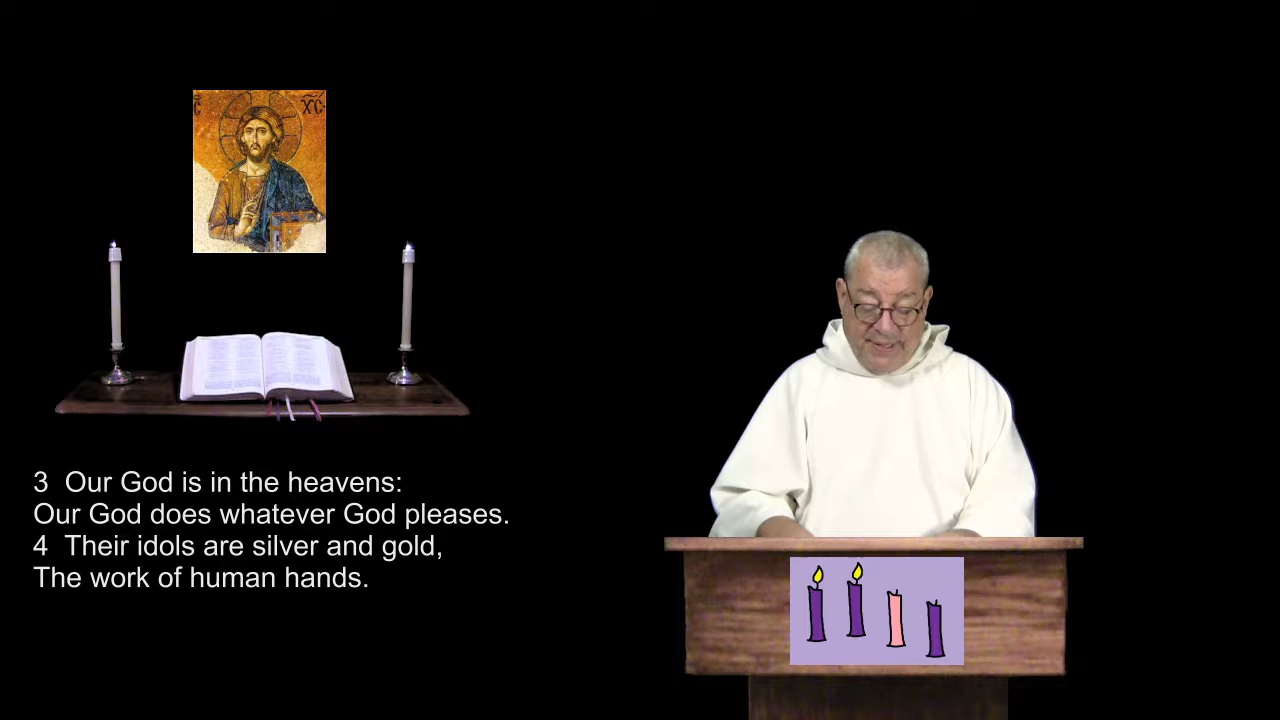 3 Our God is in the heavens:
Our God does whatever God pleases.
4 Their idols are silver and gold,
The work of human hands.